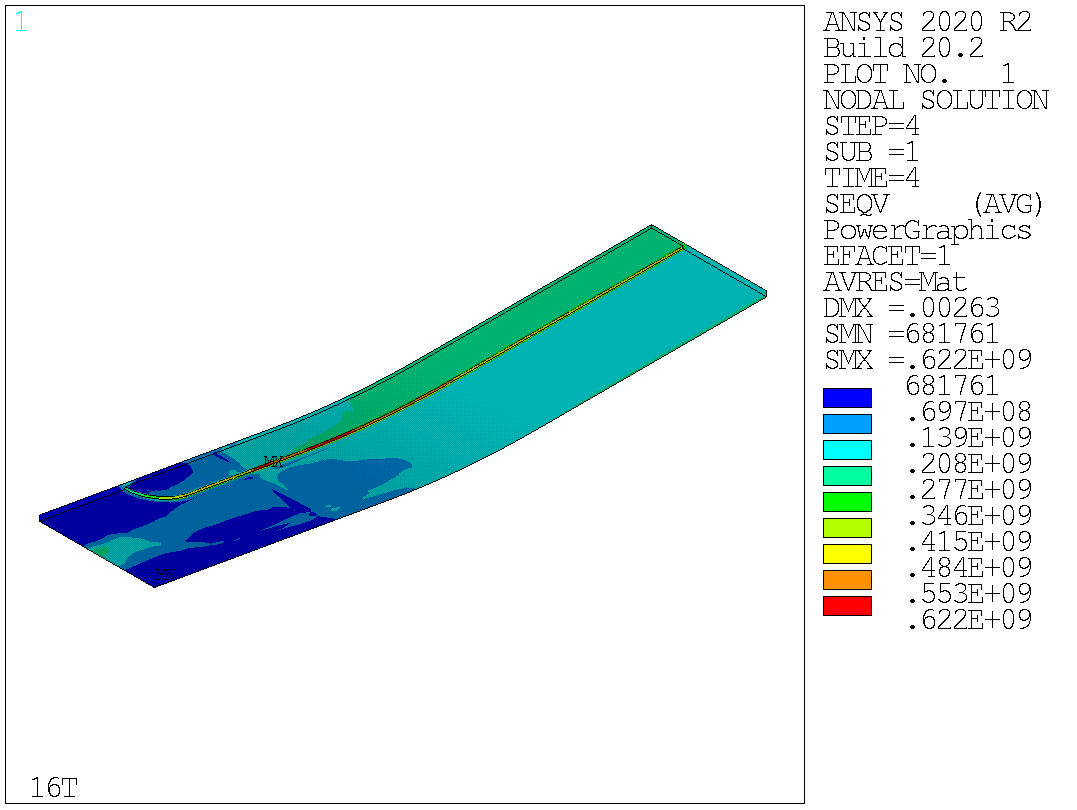 1
ANSYS 2020 R2
Build 20.2
PLOT NO. 1
NODAL SOLUTION
STEP=4
SUB =1
TIME=4
SEQV (AVG)
PowerGraphics
EFACET=1
AVRES=Mat
DMX =.00263
SMN =681761
SMX =.622E+09
681761
.697E+08
.139E+09
.208E+09
.277E+09
.346E+09
.415E+09
.484E+09
.553E+09
.622E+09
MX
16T